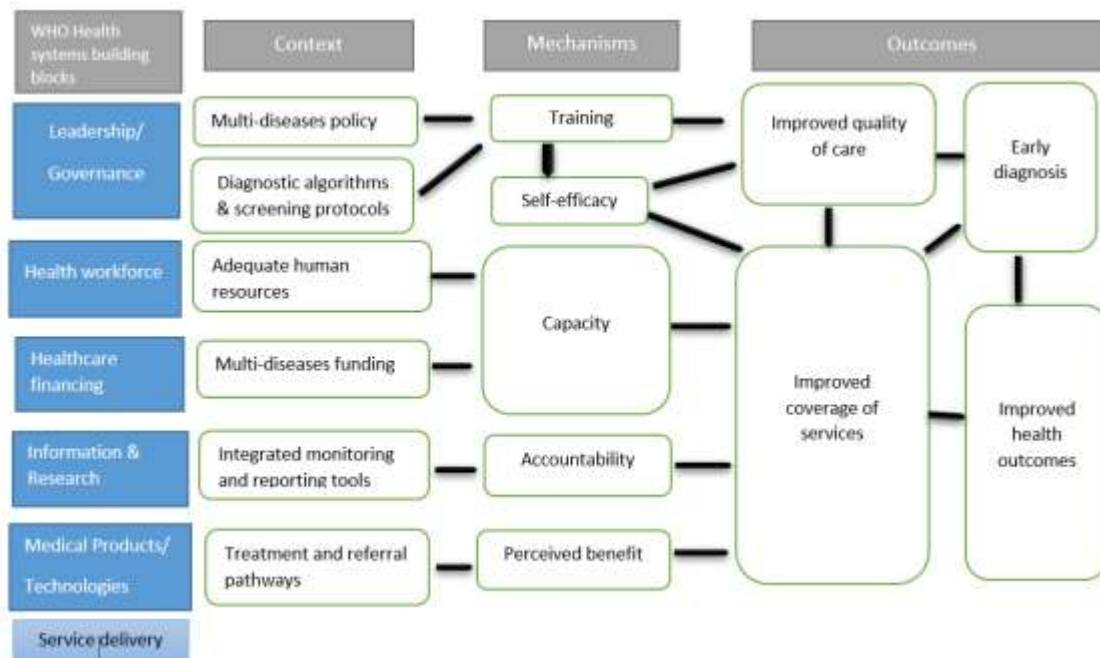 WHO Health
systems building
blocks
Context
Mechanisms
Outcomes
Leadership/
Governance
Multi-diseases policy
Training
Improved quality
of care
Early
diagnosis
Diagnostic algorithms
& screening protocols
Self-efficacy
Health workforce
Adequate human
resources
Capacity
Healthcare
financing
Multi-diseases funding
Improved
coverage of
services
Improved
health
outcomes
Information &
Research
Integrated monitoring
and reporting tools
Accountability
Medical Products/
Technologies
Treatment and referral
pathways
Perceived benefit
Service delivery